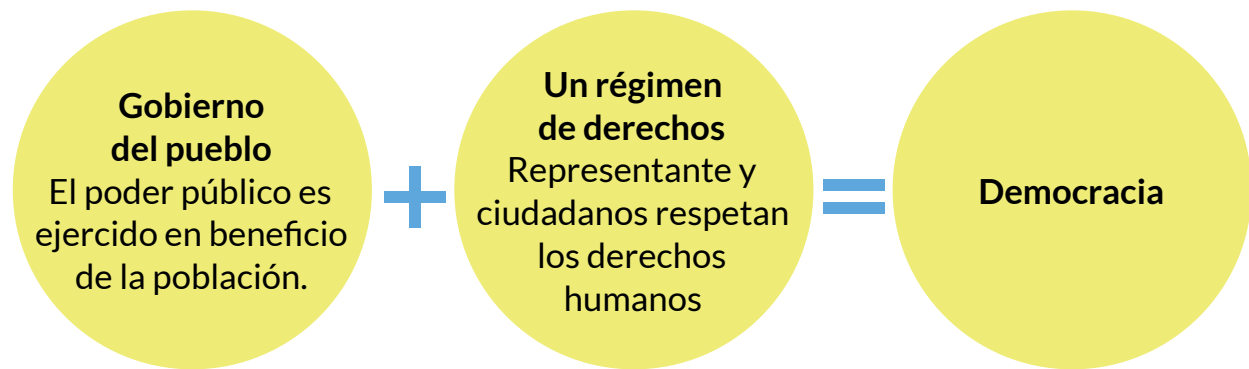 Gobierno
del pueblo
El poder público es
ejercido en beneficio
de la población.
+
Un régimen
de derechos
Representante y
ciudadanos respetan
los derechos
humanos
=
Democracia